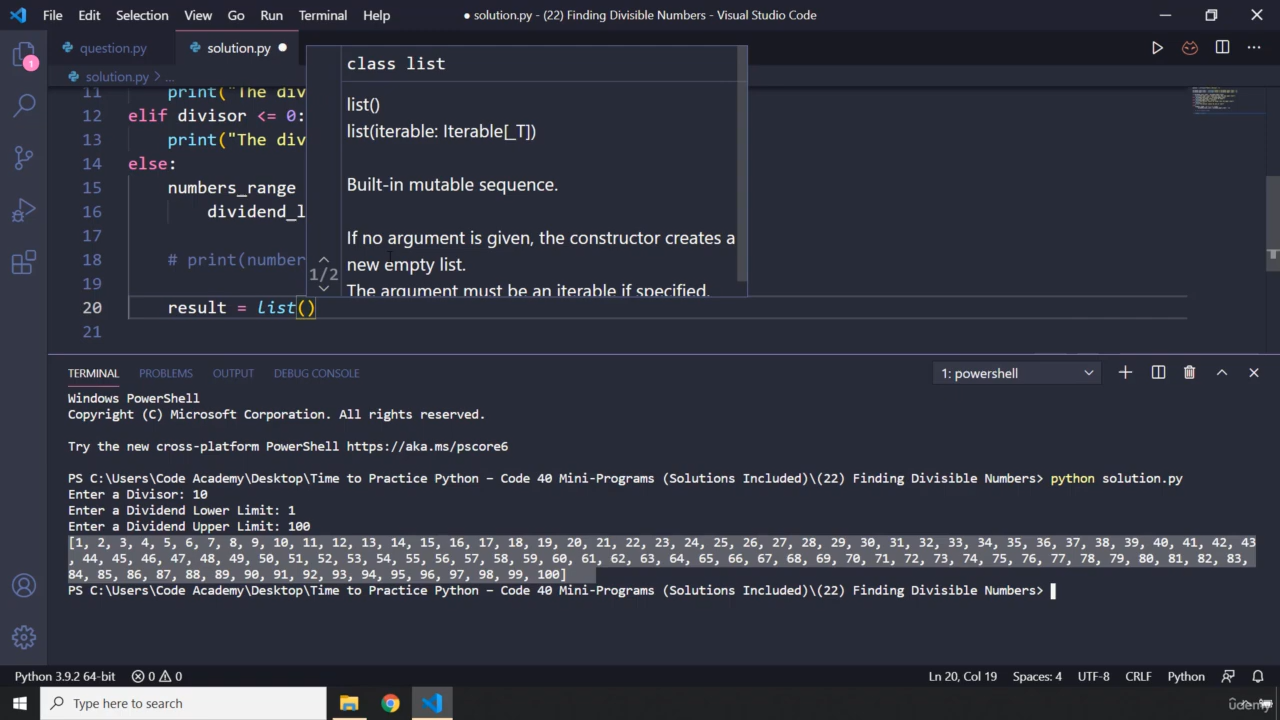 File Edit Selection View Go Run Terminal Help ● solution.py - (22) Finding Divisible Numbers - Visual Studio Code
question.py solution.py ●
solution.py > ...
11 print("The div
12 elif divisor <= 0:
13 print("The div
14 else:
15 numbers_range
16 dividend_l
17
18 # print(number
19
20 result = list()
21
class list
list()
list(iterable: Iterable[_T])
Built-in mutable sequence.
If no argument is given, the constructor creates a
new empty list.
The argument must be an iterable if specified.
1/2
1
TERMINAL PROBLEMS OUTPUT DEBUG CONSOLE 1: powershell
Windows PowerShell
Copyright (C) Microsoft Corporation. All rights reserved.
Try the new cross-platform PowerShell https://aka.ms/pscore6
PS C:\Users\Code Academy\Desktop\Time to Practice Python – Code 40 Mini-Programs (Solutions Included)\(22) Finding Divisible Numbers> python solution.py
Enter a Divisor: 10
Enter a Dividend Lower Limit: 1
Enter a Dividend Upper Limit: 100
[1, 2, 3, 4, 5, 6, 7, 8, 9, 10, 11, 12, 13, 14, 15, 16, 17, 18, 19, 20, 21, 22, 23, 24, 25, 26, 27, 28, 29, 30, 31, 32, 33, 34, 35, 36, 37, 38, 39, 40, 41, 42, 43
, 44, 45, 46, 47, 48, 49, 50, 51, 52, 53, 54, 55, 56, 57, 58, 59, 60, 61, 62, 63, 64, 65, 66, 67, 68, 69, 70, 71, 72, 73, 74, 75, 76, 77, 78, 79, 80, 81, 82, 83,
84, 85, 86, 87, 88, 89, 90, 91, 92, 93, 94, 95, 96, 97, 98, 99, 100]
PS C:\Users\Code Academy\Desktop\Time to Practice Python – Code 40 Mini-Programs (Solutions Included)\(22) Finding Divisible Numbers>
Python 3.9.2 64-bit 0 0 Ln 20, Col 19 Spaces: 4 UTF-8 CRLF Python
Type here to search
udemy